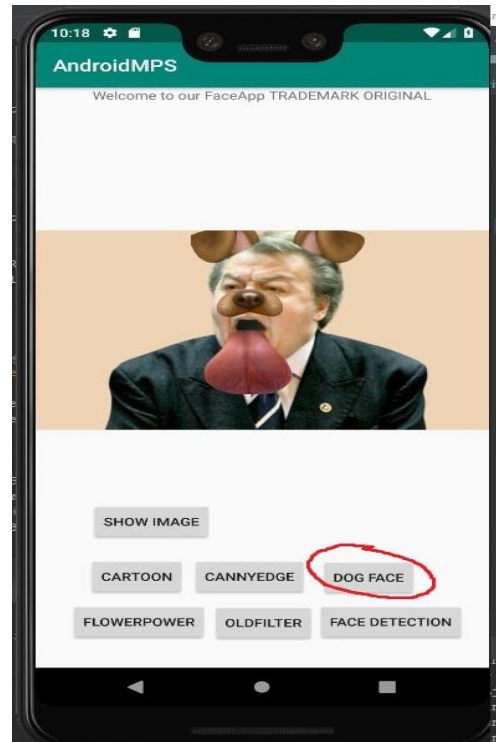 10:18
AndroidMPS
Welcome to our FaceApp TRADEMARK ORIGINAL
SHOW IMAGE
CARTOON CANNYEDGE DOG FACE
FLOWERPOWER OLDFILTER FACE DETECTION